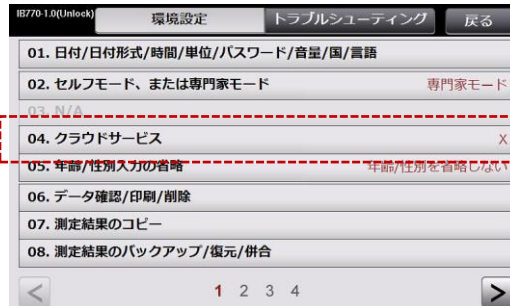 IB770-1.0(Unlock) 環境設定 トラブルシューティング 戻る
01. 日付/日付形式/時間/単位/パスワード/音量/国/言語
02. セルフモード、または専門家モード 専門家モード
03. N/A
04. クラウドサービス X
05. 年齢/性別入力の省略 年齢/性別を省略しない
06. データ確認/印刷/削除
07. 測定結果のコピー
08. 測定結果のバックアップ/復元/併合
< 1 2 3 4 >